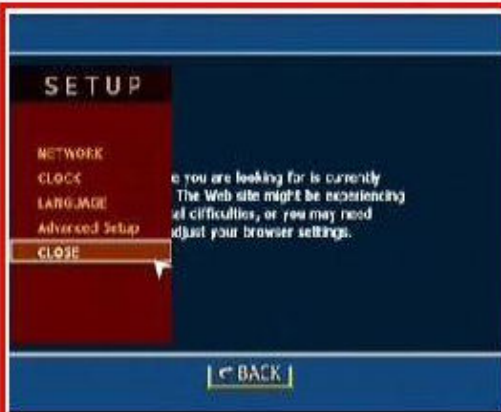 SETUP
NETWORK
CLOCK
LANGUAGE
Advanced Setup
CLOSE
you are looking for is currently
The Web site might be experiencing
difficulties, or you may need
adjust your browser settings.
BACK